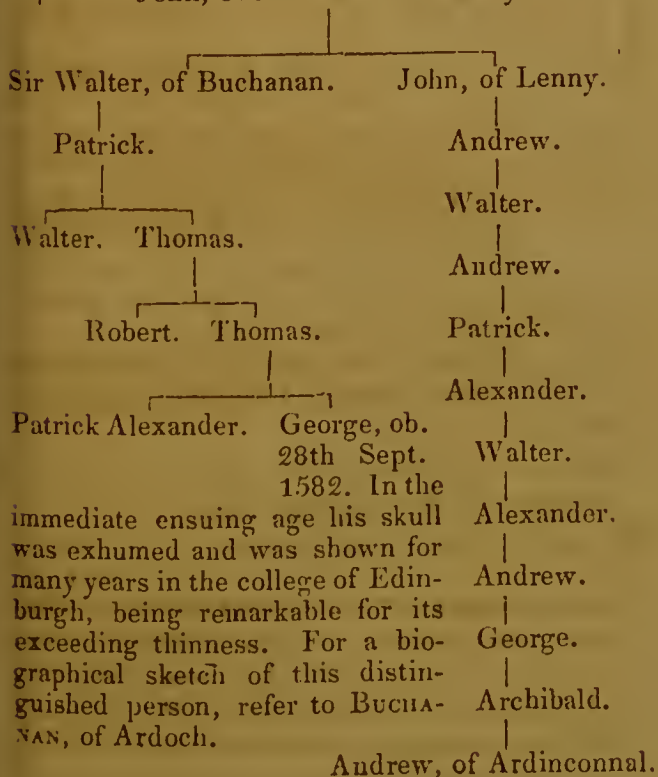 John,
Sir Walter, of Buchanan. John, of Lenny.
Patrick. Andrew.
Walter.
Walter. Thomas.
Andrew.
Robert. Thomas. Patrick.
Alexander.
Patrick Alexander. George, ob.
28th Sept. Walter.
1582. In the
immediate ensuing age his skull Alexander.
was exhumed and was shown for
many years in the college of Edin- Andrew.
burgh, being remarkable for its
exceeding thinness. For a bio- George.
graphical sketch of this distin-
guished person, refer to BUCHA- Archibald.
NAN, of Ardoch.
Andrew, of Ardinconnal.